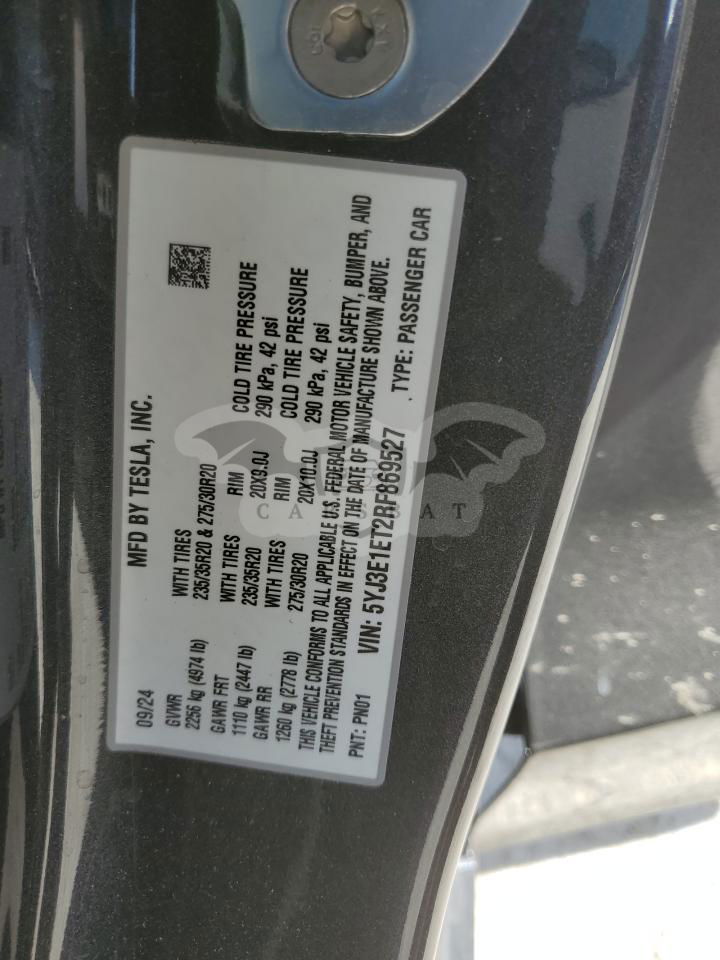 MFD BY TESLA, INC.
09/24
GVWR WITH TIRES
2256 kg (4974 lb) 235/35R20 & 275/30R20
GAWR FRT WITH TIRES RIM COLD TIRE PRESSURE
1110 kg (2447 lb) 235/35R20 20X9.0J 290 kPa, 42 psi
GAWR RR WITH TIRES RIM COLD TIRE PRESSURE
1260 kg (2778 lb) 275/30R20 20X10.0J 290 kPa, 42 psi
THIS VEHICLE CONFORMS TO ALL APPLICABLE U.S. FEDERAL MOTOR VEHICLE SAFETY, BUMPER, AND
THEFT PREVENTION STANDARDS IN EFFECT ON THE DATE OF MANUFACTURE SHOWN ABOVE.
PNT: PN01 VIN: 5YJ3E1ET2RF869527 TYPE: PASSENGER CAR